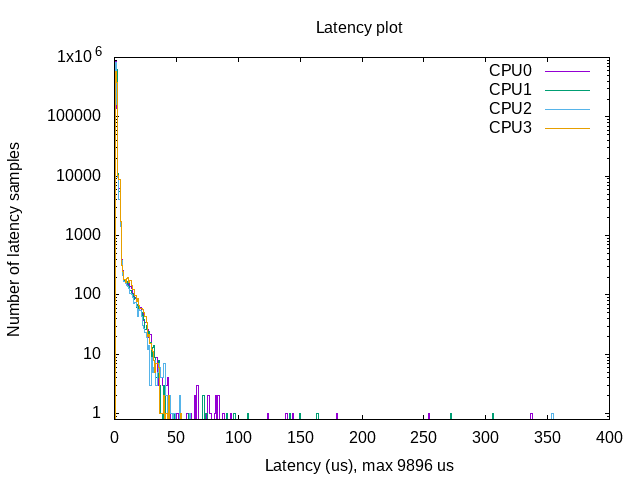 Latency plot
1x10^6
100000
10000
1000
100
10
1
Number of latency samples
CPU0
CPU1
CPU2
CPU3
0 50 100 150 200 250 300 350 400
Latency (us), max 9896 us